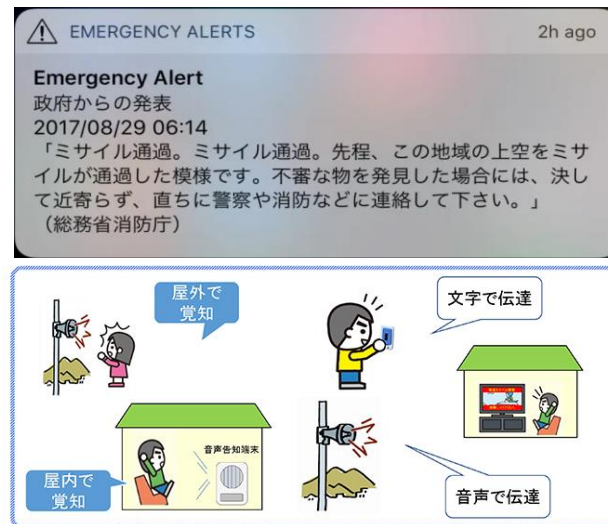 EMERGENCY ALERTS
2h ago
Emergency Alert
政府からの発表
2017/08/29 06:14
「ミサイル通過。ミサイル通過。先程、この地域の上空をミサ
イルが通過した模様です。不審な物を発見した場合には、決し
て近寄らず、直ちに警察や消防などに連絡して下さい。」
（総務省消防庁）
屋外で
覚知
文字で伝達
音声告知端末
屋内で
覚知
音声で伝達